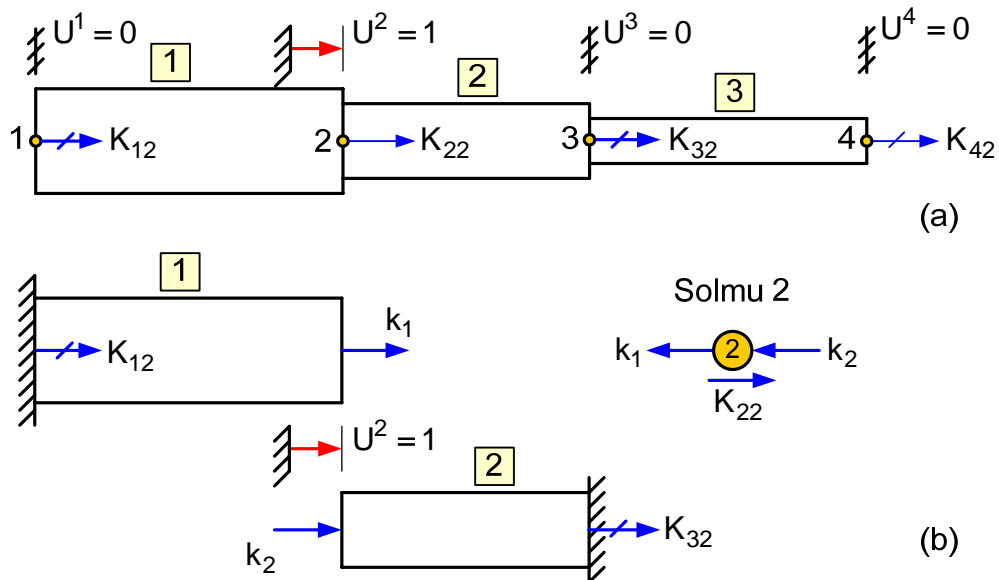 U¹ = 0
1
U² = 1
2
U³ = 0
3
U⁴ = 0
1
K₁₂
2
K₂₂
3
K₃₂
4
K₄₂
(a)
1
K₁₂
k₁
Solmu 2
k₁
2
k₂
K₂₂
U² = 1
2
k₂
K₃₂
(b)